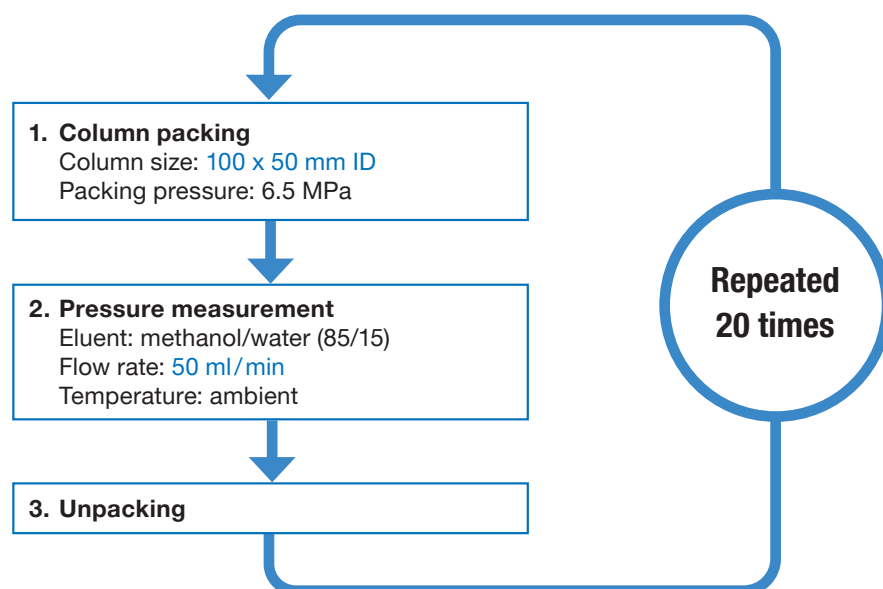 1. Column packing
Column size: 100 x 50 mm ID
Packing pressure: 6.5 MPa
2. Pressure measurement
Eluent: methanol/water (85/15)
Flow rate: 50 ml/min
Temperature: ambient
3. Unpacking
Repeated
20 times